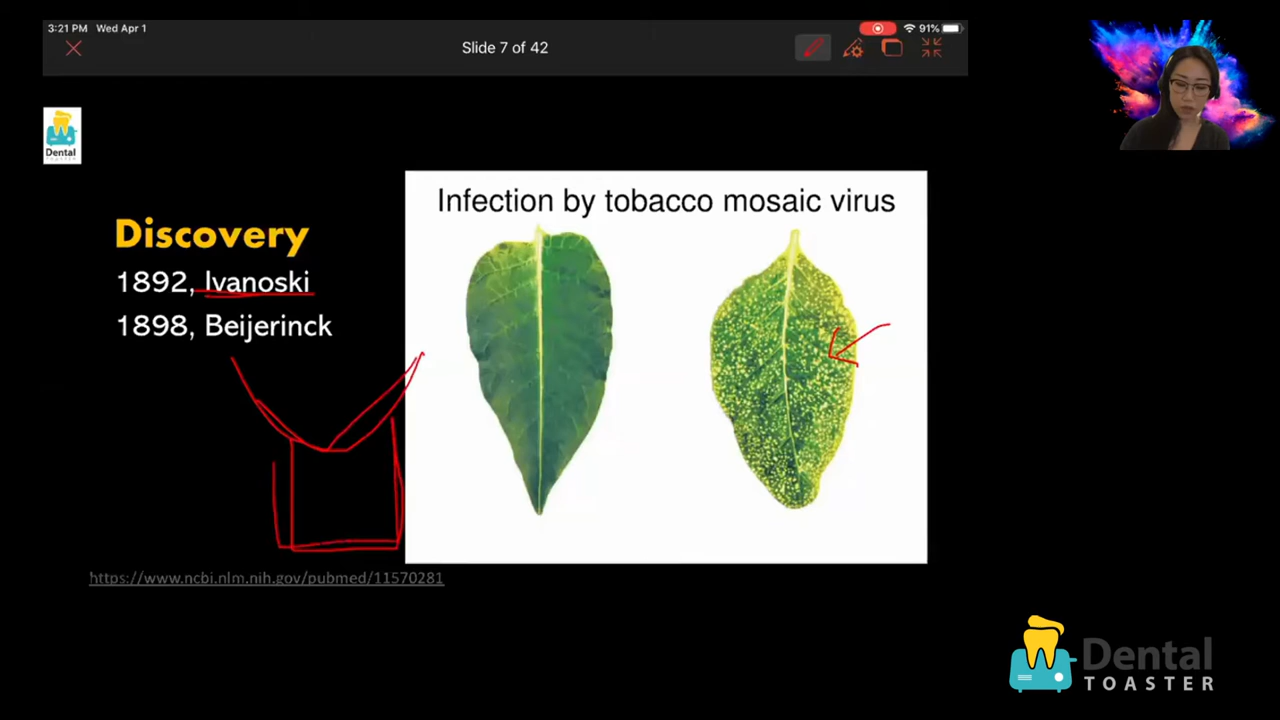 3:21 PM Wed Apr 1
91%
Slide 7 of 42
Dental
TOASTER
Infection by tobacco mosaic virus
Discovery
1892, Ivanoski
1898, Beijerinck
https://www.ncbi.nlm.nih.gov/pubmed/11570281
Dental
TOASTER